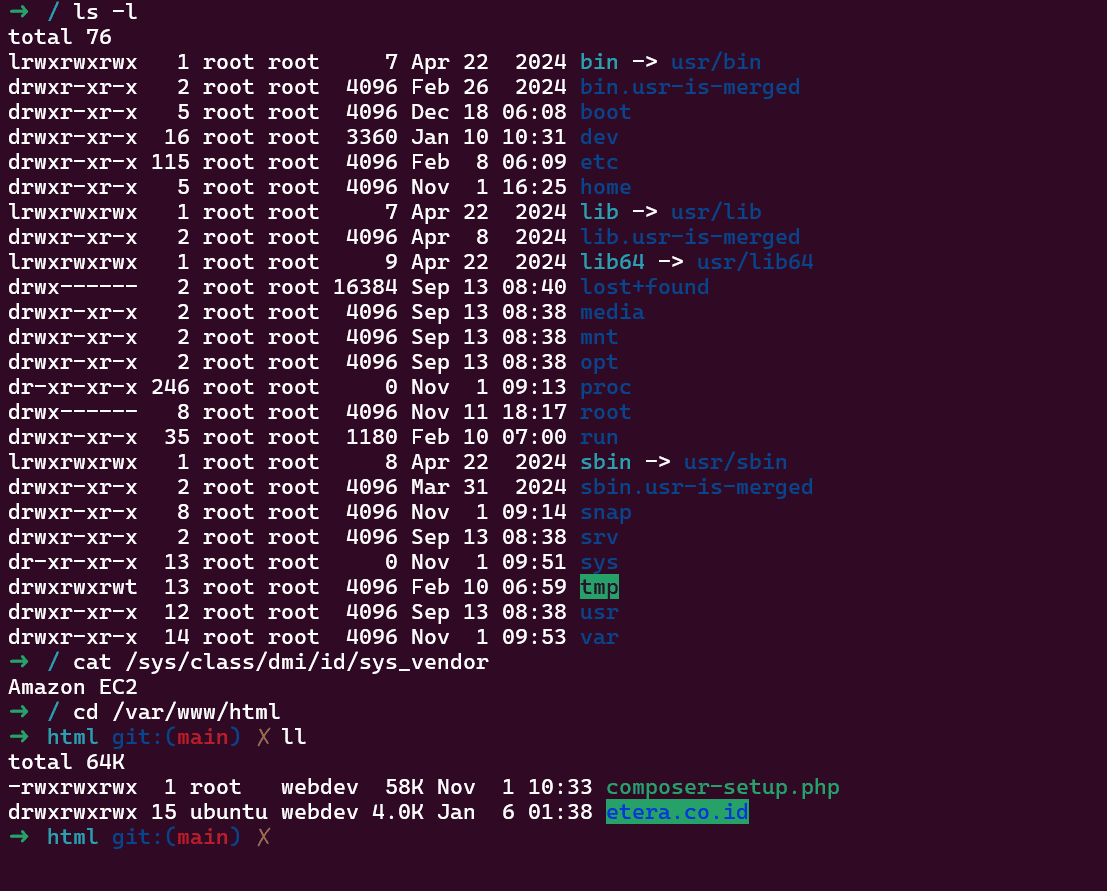 ➜ / ls -l
total 76
lrwxrwxrwx   1 root root     7 Apr 22  2024 bin -> usr/bin
drwxr-xr-x   2 root root  4096 Feb 26  2024 bin.usr-is-merged
drwxr-xr-x   5 root root  4096 Dec 18 06:08 boot
drwxr-xr-x  16 root root  3360 Jan 10 10:31 dev
drwxr-xr-x 115 root root  4096 Feb  8 06:09 etc
drwxr-xr-x   5 root root  4096 Nov  1 16:25 home
lrwxrwxrwx   1 root root     7 Apr 22  2024 lib -> usr/lib
drwxr-xr-x   2 root root  4096 Apr  8  2024 lib.usr-is-merged
lrwxrwxrwx   1 root root     9 Apr 22  2024 lib64 -> usr/lib64
drwx------   2 root root 16384 Sep 13 08:40 lost+found
drwxr-xr-x   2 root root  4096 Sep 13 08:38 media
drwxr-xr-x   2 root root  4096 Sep 13 08:38 mnt
drwxr-xr-x   2 root root  4096 Sep 13 08:38 opt
dr-xr-xr-x 246 root root     0 Nov  1 09:13 proc
drwx------   8 root root  4096 Nov 11 18:17 root
drwxr-xr-x  35 root root  1180 Feb 10 07:00 run
lrwxrwxrwx   1 root root     8 Apr 22  2024 sbin -> usr/sbin
drwxr-xr-x   2 root root  4096 Mar 31  2024 sbin.usr-is-merged
drwxr-xr-x   8 root root  4096 Nov  1 09:14 snap
drwxr-xr-x   2 root root  4096 Sep 13 08:38 srv
dr-xr-xr-x  13 root root     0 Nov  1 09:51 sys
drwxrwxrwt  13 root root  4096 Feb 10 06:59 tmp
drwxr-xr-x  12 root root  4096 Sep 13 08:38 usr
drwxr-xr-x  14 root root  4096 Nov  1 09:53 var
➜ / cat /sys/class/dmi/id/sys_vendor
Amazon EC2
➜ / cd /var/www/html
➜ html git:(main) ✗ ll
total 64K
-rwxrwxrwx  1 root   webdev  58K Nov  1 10:33 composer-setup.php
drwxrwxrwx 15 ubuntu webdev 4.0K Jan  6 01:38 etera.co.id
➜ html git:(main) ✗